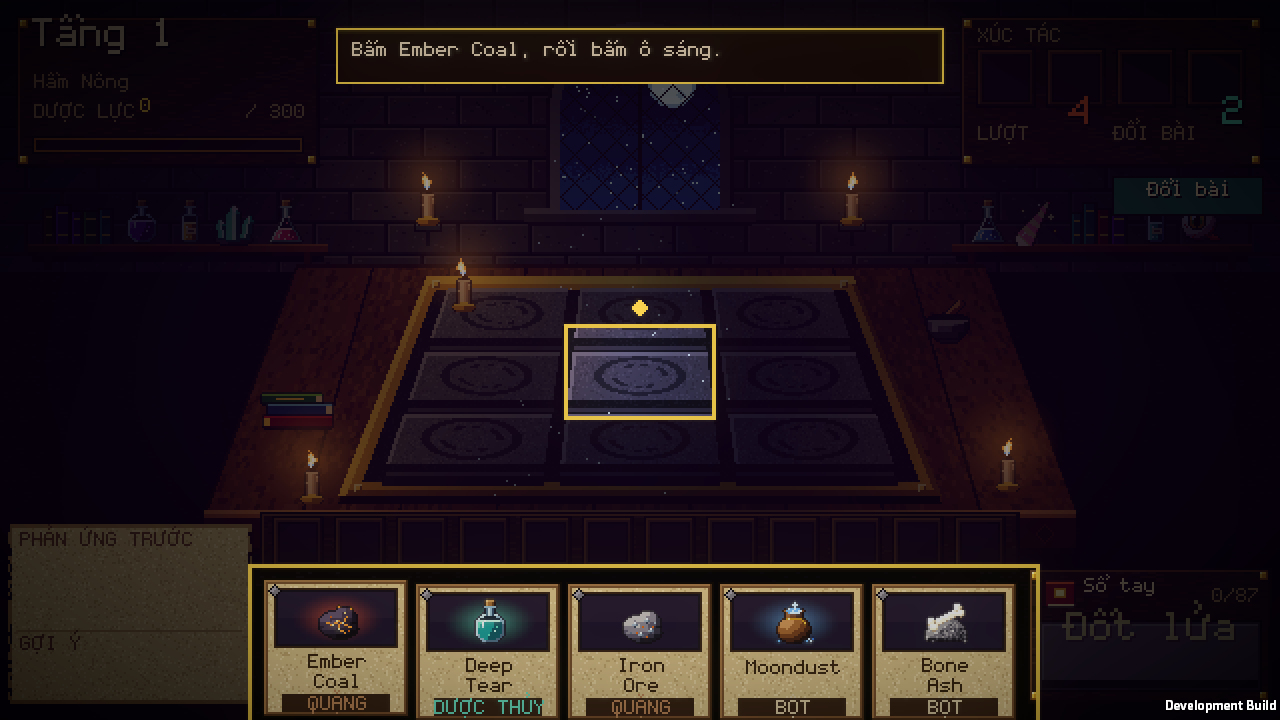 Tầng 1
Hầm Nông
DƯỢC LỰC 0 / 300
Bấm Ember Coal, rồi bấm ô sáng.
XÚC TÁC
LƯỢT 4 ĐỔI BÀI 2
Đổi bài
PHẢN ỨNG TRƯỚC
GỢI Ý
Ember
Coal
QUẶNG
Deep
Tear
DƯỢC THỦY
Iron
Ore
QUẶNG
Moondust
BỘT
Bone
Ash
BỘT
Sổ tay 0/87
Đốt lửa
Development Build